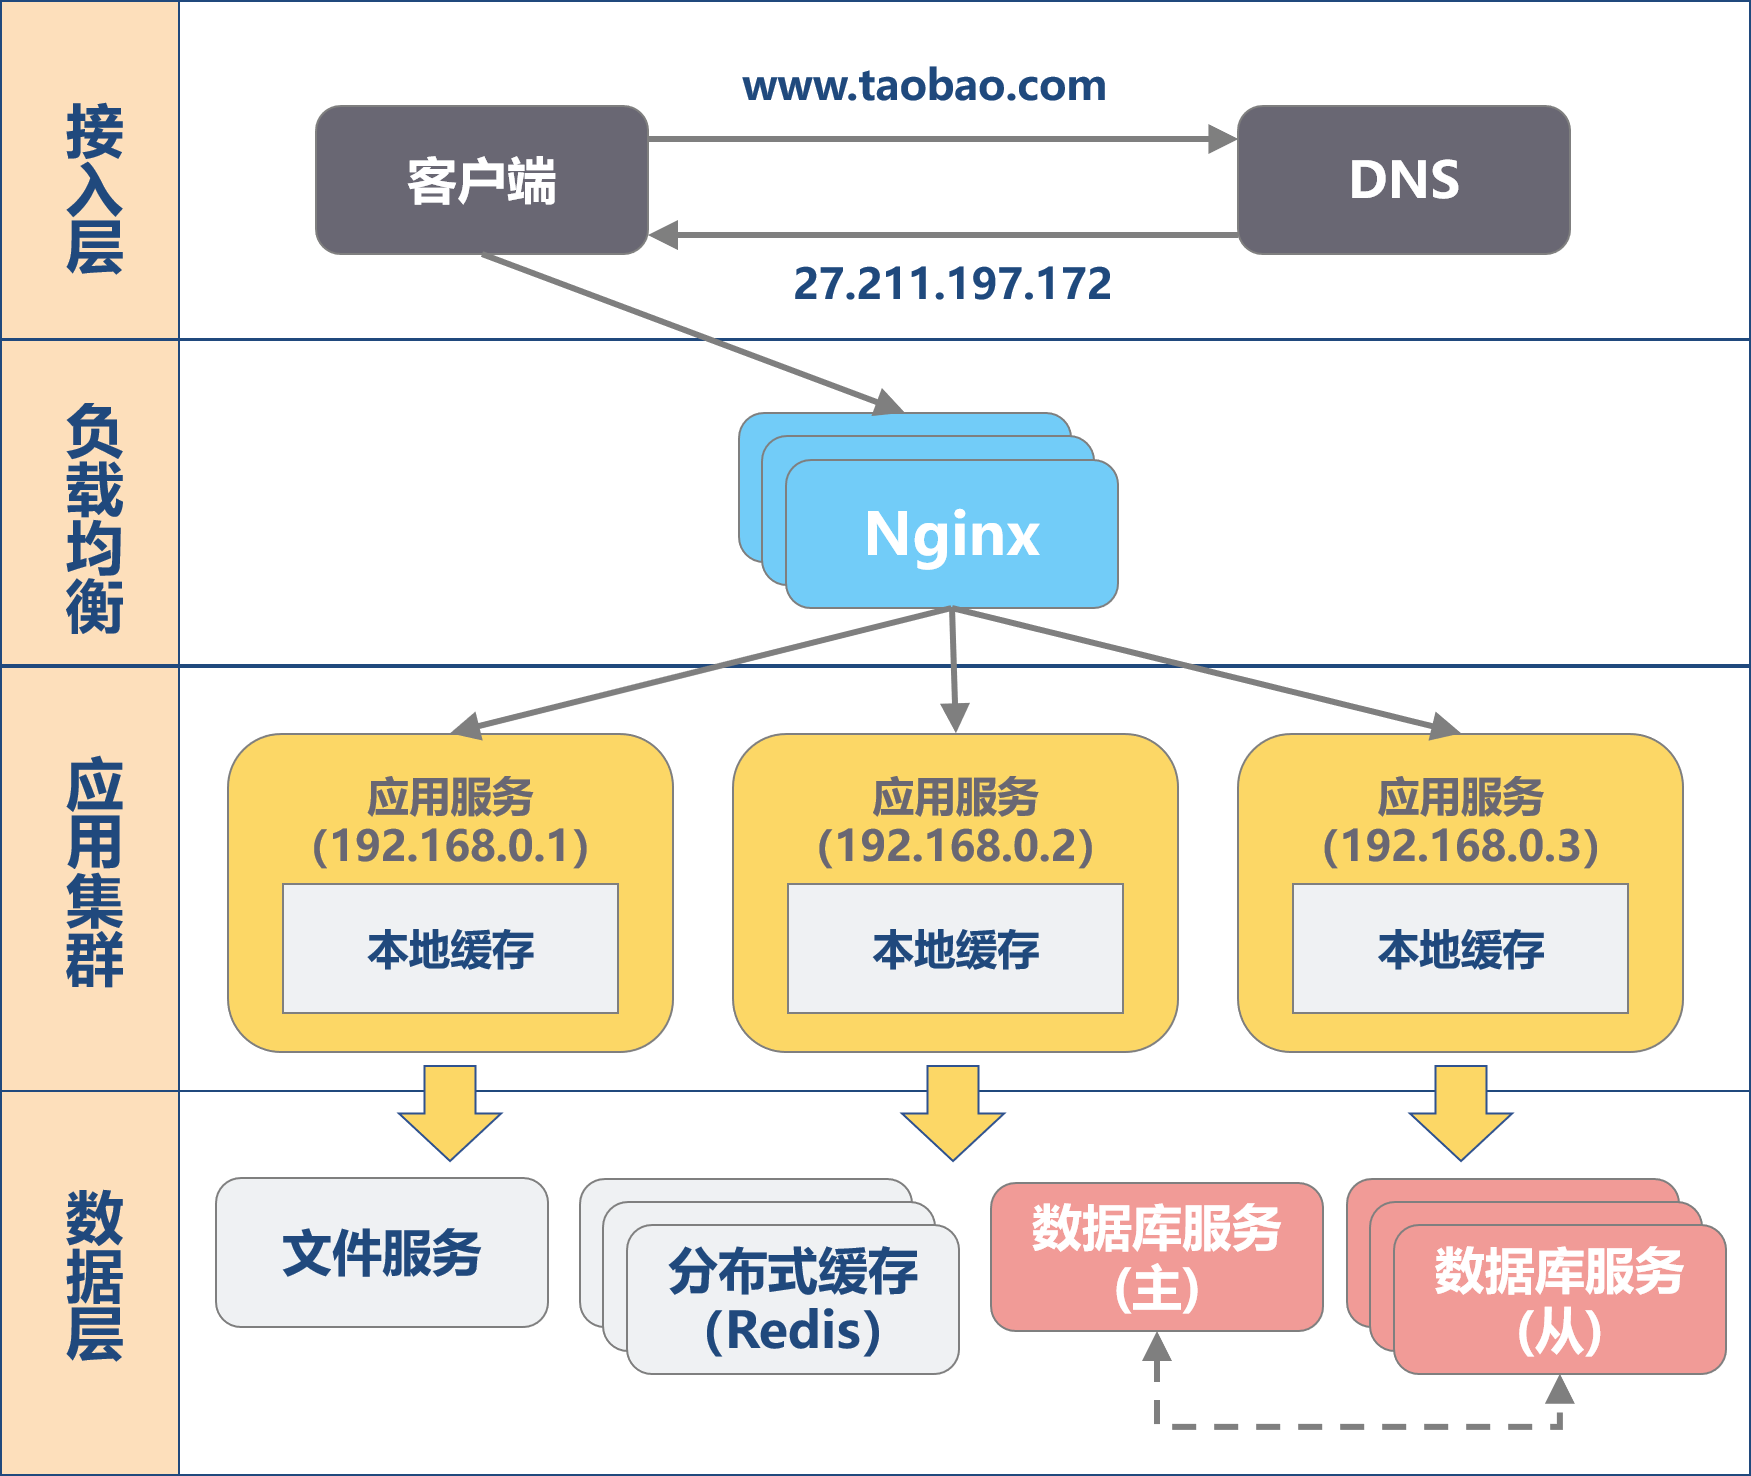 接入层
www.taobao.com
客户端
DNS
27.211.197.172
负载均衡
Nginx
应用集群
应用服务
(192.168.0.1)
本地缓存
应用服务
(192.168.0.2)
本地缓存
应用服务
(192.168.0.3)
本地缓存
数据层
文件服务
分布式缓存
(Redis)
数据库服务
(主)
数据库服务
(从)